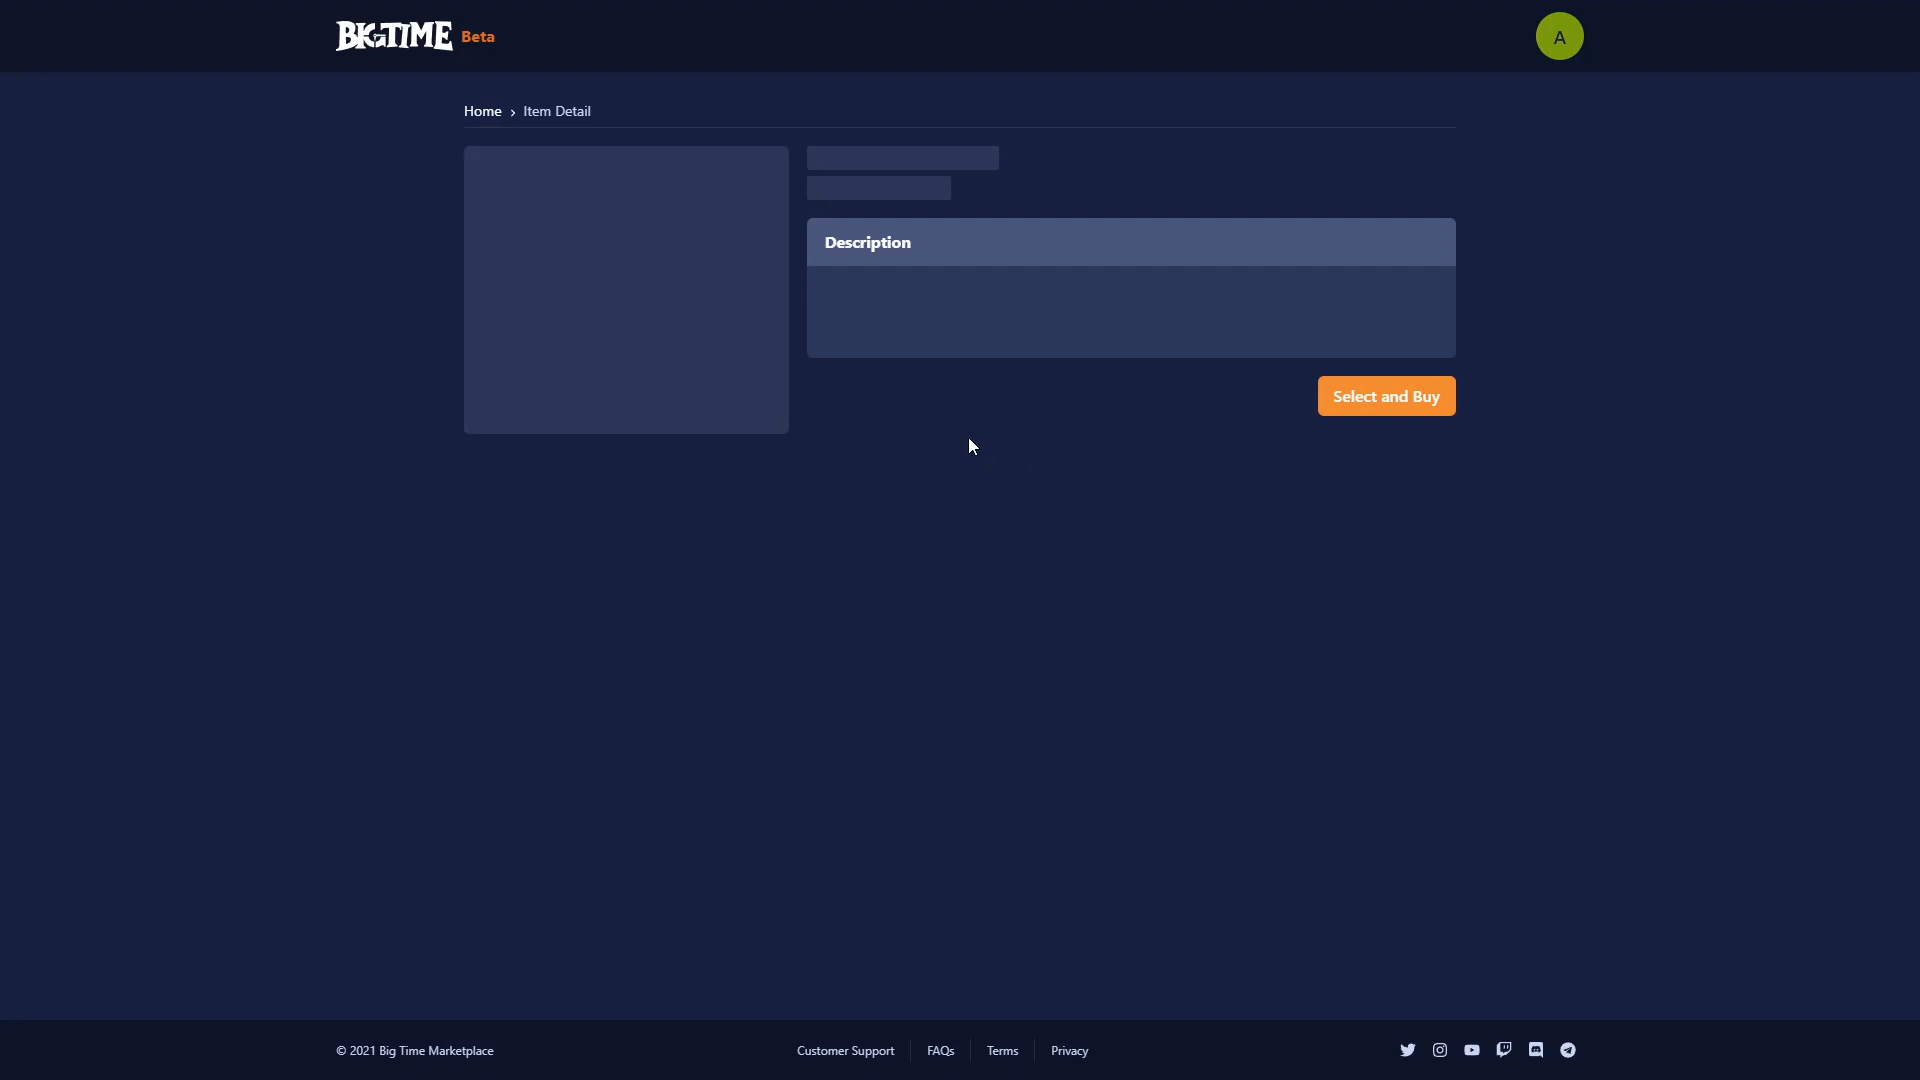 BIGTIME Beta
A
Home › Item Detail
Description
Select and Buy
© 2021 Big Time Marketplace
Customer Support
FAQs
Terms
Privacy